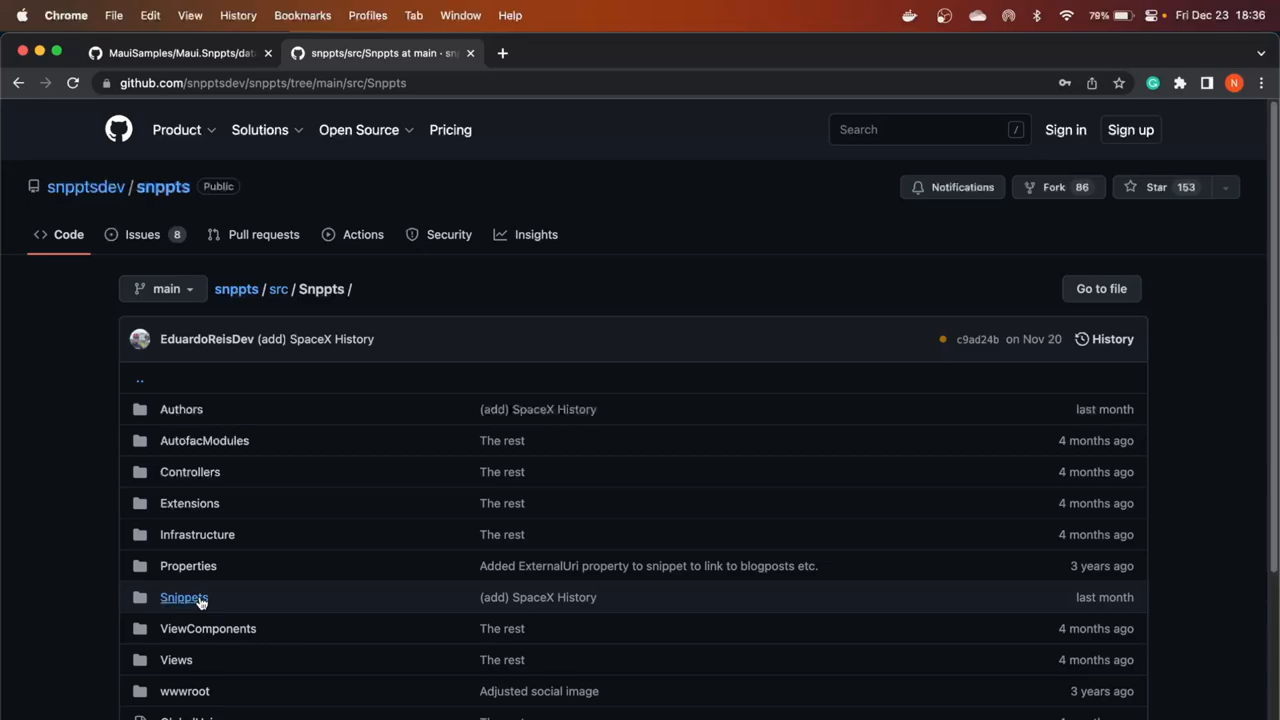 Chrome File Edit View History Bookmarks Profiles Tab Window Help 79% Fri Dec 23 18:36
MauiSamples/Maui.Snppts/dat snppts/src/Snppts at main · sn
github.com/snpptsdev/snppts/tree/main/src/Snppts N
Product Solutions Open Source Pricing Search / Sign in Sign up
snpptsdev / snppts Public Notifications Fork 86 Star 153
Code Issues 8 Pull requests Actions Security Insights
main snppts / src / Snppts / Go to file
EduardoReisDev (add) SpaceX History c9ad24b on Nov 20 History
..
Authors (add) SpaceX History last month
AutofacModules The rest 4 months ago
Controllers The rest 4 months ago
Extensions The rest 4 months ago
Infrastructure The rest 4 months ago
Properties Added ExternalUri property to snippet to link to blogposts etc. 3 years ago
Snippets (add) SpaceX History last month
ViewComponents The rest 4 months ago
Views The rest 4 months ago
wwwroot Adjusted social image 3 years ago